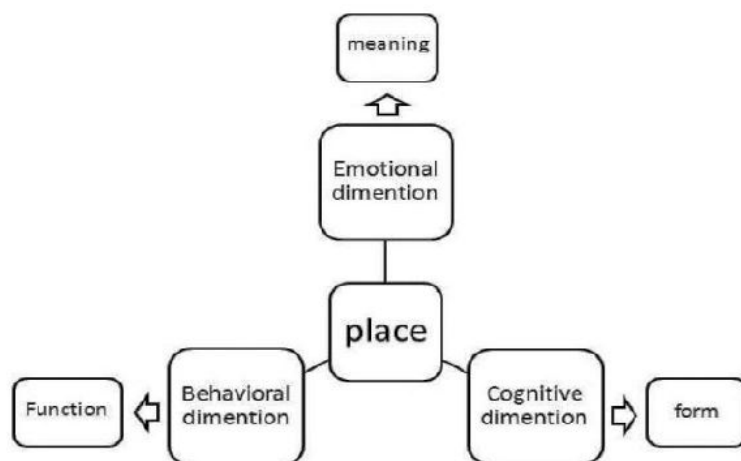 meaning
Emotional
dimention
place
Function
Behavioral
dimention
Cognitive
dimention
form